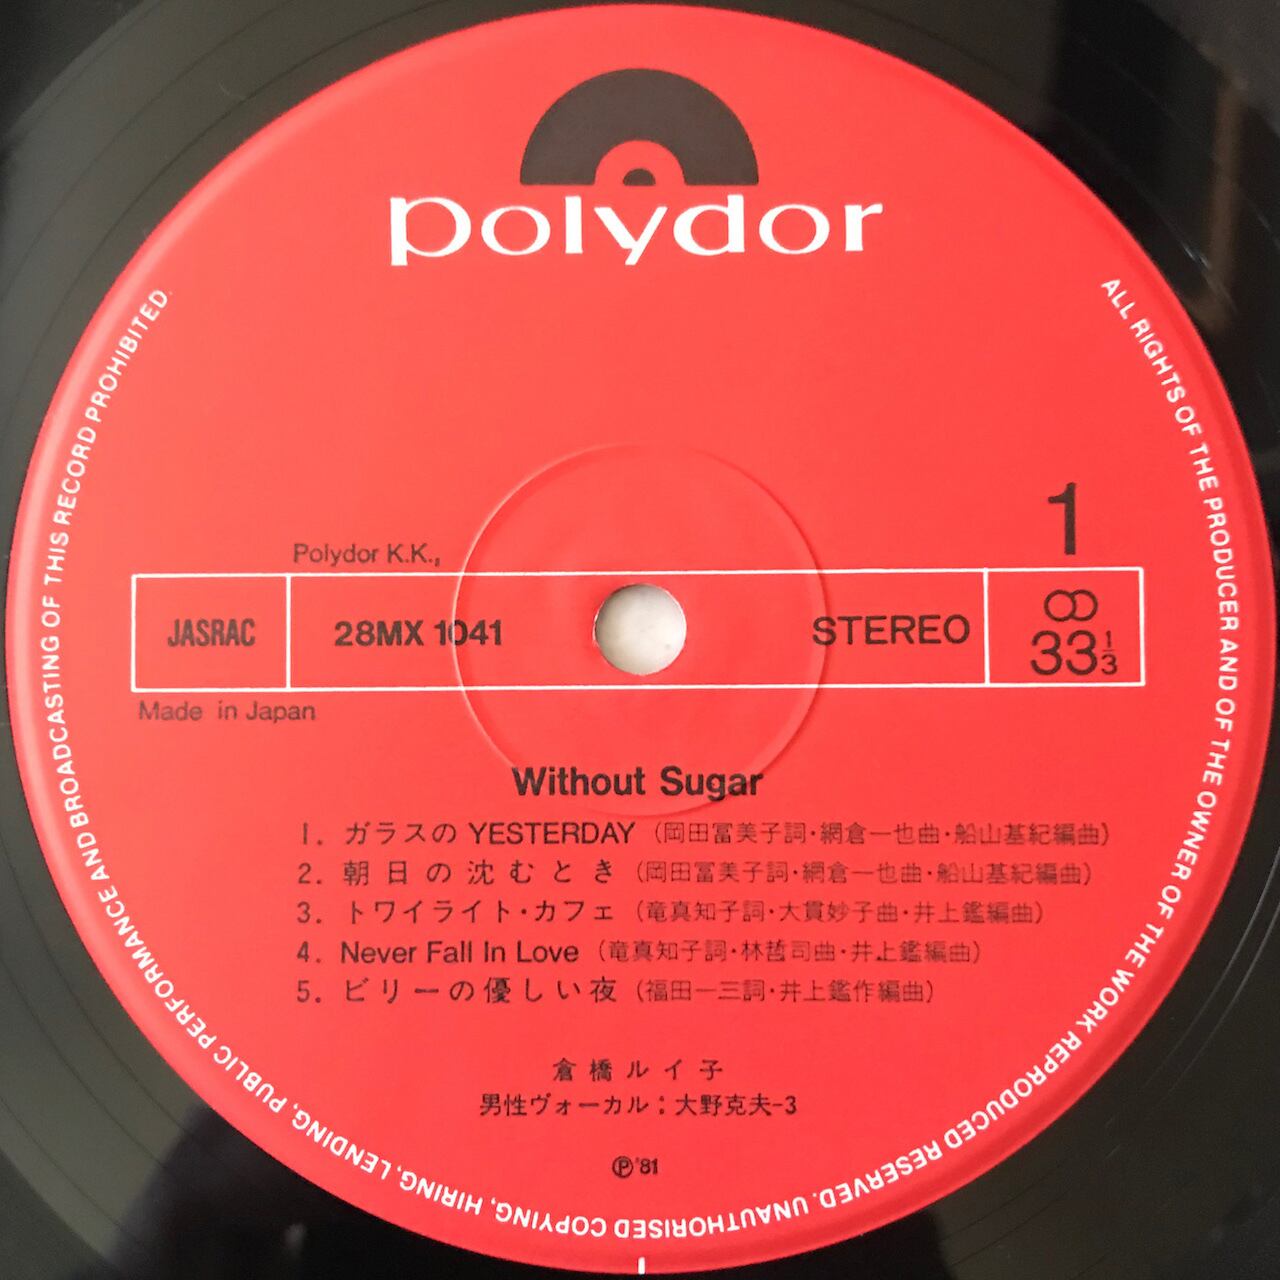 polydor
ALL RIGHTS OF THE PRODUCER AND OF THE OWNER OF THE WORK REPRODUCED RESERVED. UNAUTHORISED COPYING, HIRING, LENDING, PUBLIC PERFORMANCE AND BROADCASTING OF THIS RECORD PROHIBITED.
1
Polydor K.K.,
JASRAC 28MX 1041 STEREO 33 1/3
Made in Japan
Without Sugar
1. ガラスの YESTERDAY (岡田冨美子詞・網倉一也曲・船山基紀編曲)
2. 朝日の沈むとき (岡田冨美子詞・網倉一也曲・船山基紀編曲)
3. トワイライト・カフェ (竜真知子詞・大貫妙子曲・井上鑑編曲)
4. Never Fall In Love (竜真知子詞・林哲司曲・井上鑑編曲)
5. ビリーの優しい夜 (福田一三詞・井上鑑作編曲)
倉橋ルイ子
男性ヴォーカル:大野克夫-3
Ⓟ'81